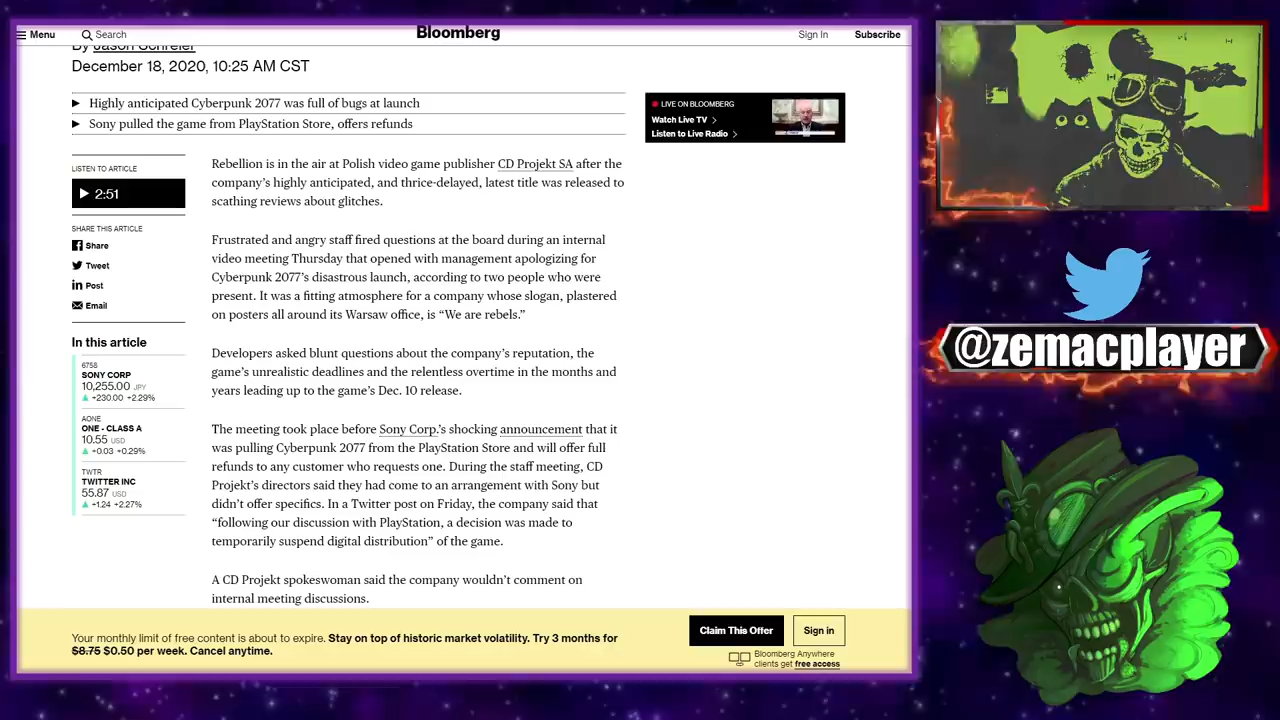 Menu
Search
Bloomberg
Sign In
Subscribe
By Jason Schreier
December 18, 2020, 10:25 AM CST
Highly anticipated Cyberpunk 2077 was full of bugs at launch
Sony pulled the game from PlayStation Store, offers refunds
LIVE ON BLOOMBERG
Watch Live TV
Listen to Live Radio
LISTEN TO ARTICLE
2:51
SHARE THIS ARTICLE
Share
Tweet
Post
Email
In this article
6758
SONY CORP
10,255.00 JPY
+230.00 +2.29%
AONE
ONE - CLASS A
10.55 USD
+0.03 +0.29%
TWTR
TWITTER INC
55.87 USD
+1.24 +2.27%
Rebellion is in the air at Polish video game publisher CD Projekt SA after the
company’s highly anticipated, and thrice-delayed, latest title was released to
scathing reviews about glitches.
Frustrated and angry staff fired questions at the board during an internal
video meeting Thursday that opened with management apologizing for
Cyberpunk 2077’s disastrous launch, according to two people who were
present. It was a fitting atmosphere for a company whose slogan, plastered
on posters all around its Warsaw office, is “We are rebels.”
Developers asked blunt questions about the company’s reputation, the
game’s unrealistic deadlines and the relentless overtime in the months and
years leading up to the game’s Dec. 10 release.
The meeting took place before Sony Corp.’s shocking announcement that it
was pulling Cyberpunk 2077 from the PlayStation Store and will offer full
refunds to any customer who requests one. During the staff meeting, CD
Projekt’s directors said they had come to an arrangement with Sony but
didn’t offer specifics. In a Twitter post on Friday, the company said that
“following our discussion with PlayStation, a decision was made to
temporarily suspend digital distribution” of the game.
A CD Projekt spokeswoman said the company wouldn’t comment on
internal meeting discussions.
Your monthly limit of free content is about to expire. Stay on top of historic market volatility. Try 3 months for
$8.75 $0.50 per week. Cancel anytime.
Claim This Offer
Sign in
Bloomberg Anywhere
clients get free access
@zemacplayer